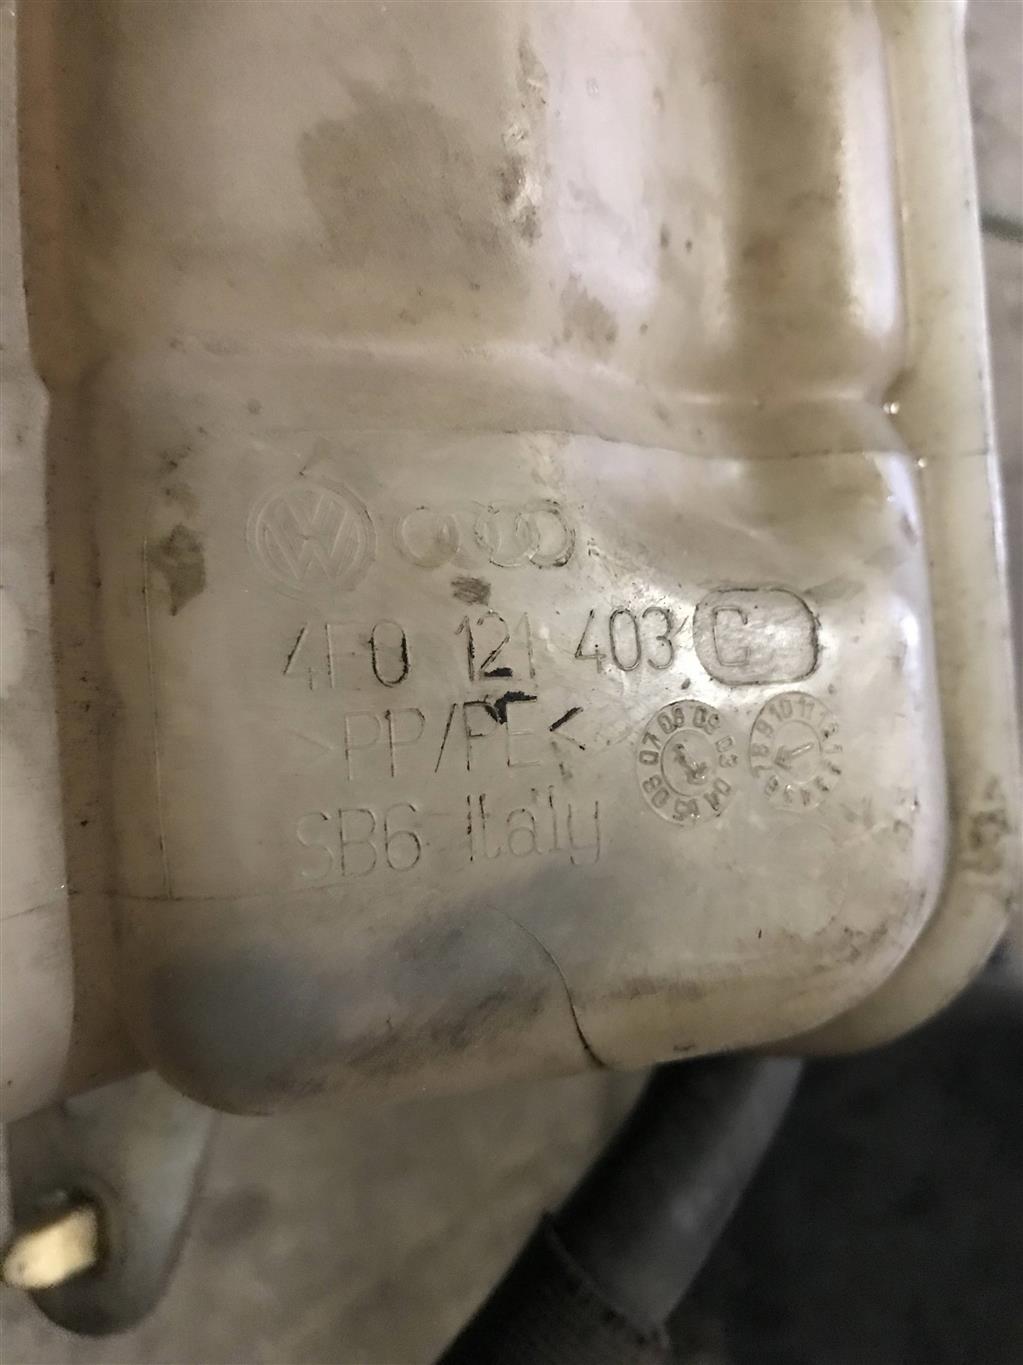 4F0 121 403 C
>PP/PE<
SB6 Italy